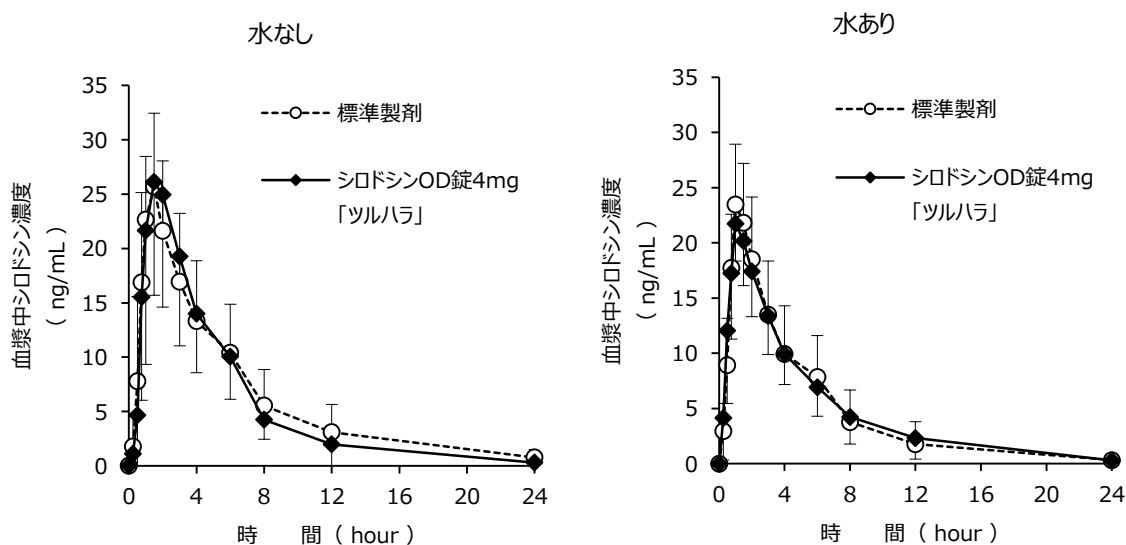 水なし
35
30
25
20
15
10
5
0
血漿中シロドシン濃度
( ng/mL )
標準製剤
シロドシンOD錠4mg
「ツルハラ」
0 4 8 12 16 20 24
時 間 ( hour )
水あり
35
30
25
20
15
10
5
0
血漿中シロドシン濃度
( ng/mL )
標準製剤
シロドシンOD錠4mg
「ツルハラ」
0 4 8 12 16 20 24
時 間 ( hour )